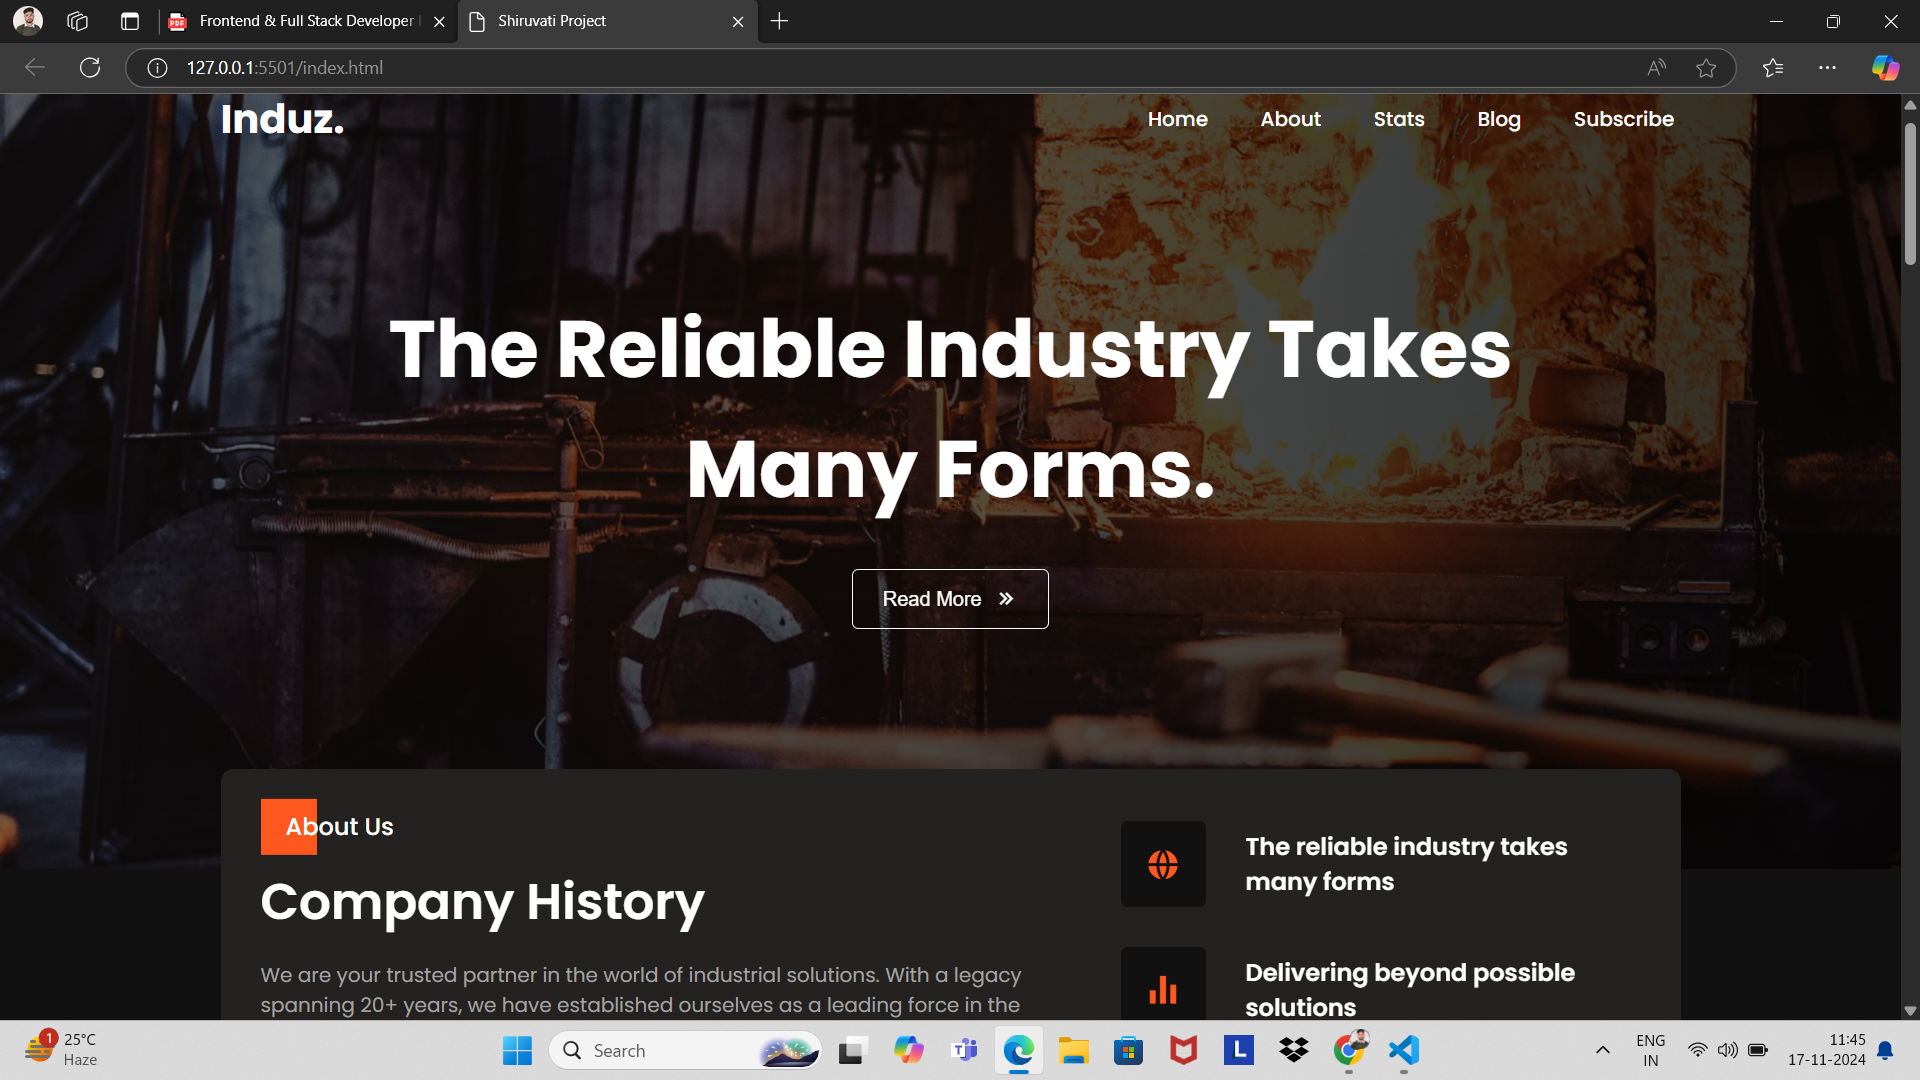 Frontend & Full Stack Developer
Shiruvati Project
127.0.0.1:5501/index.html
Induz.
Home About Stats Blog Subscribe
The Reliable Industry Takes
Many Forms.
Read More
About Us
Company History
We are your trusted partner in the world of industrial solutions. With a legacy
spanning 20+ years, we have established ourselves as a leading force in the
The reliable industry takes
many forms
Delivering beyond possible
solutions
1
25°C
Haze
Search
ENG
IN
11:45
17-11-2024